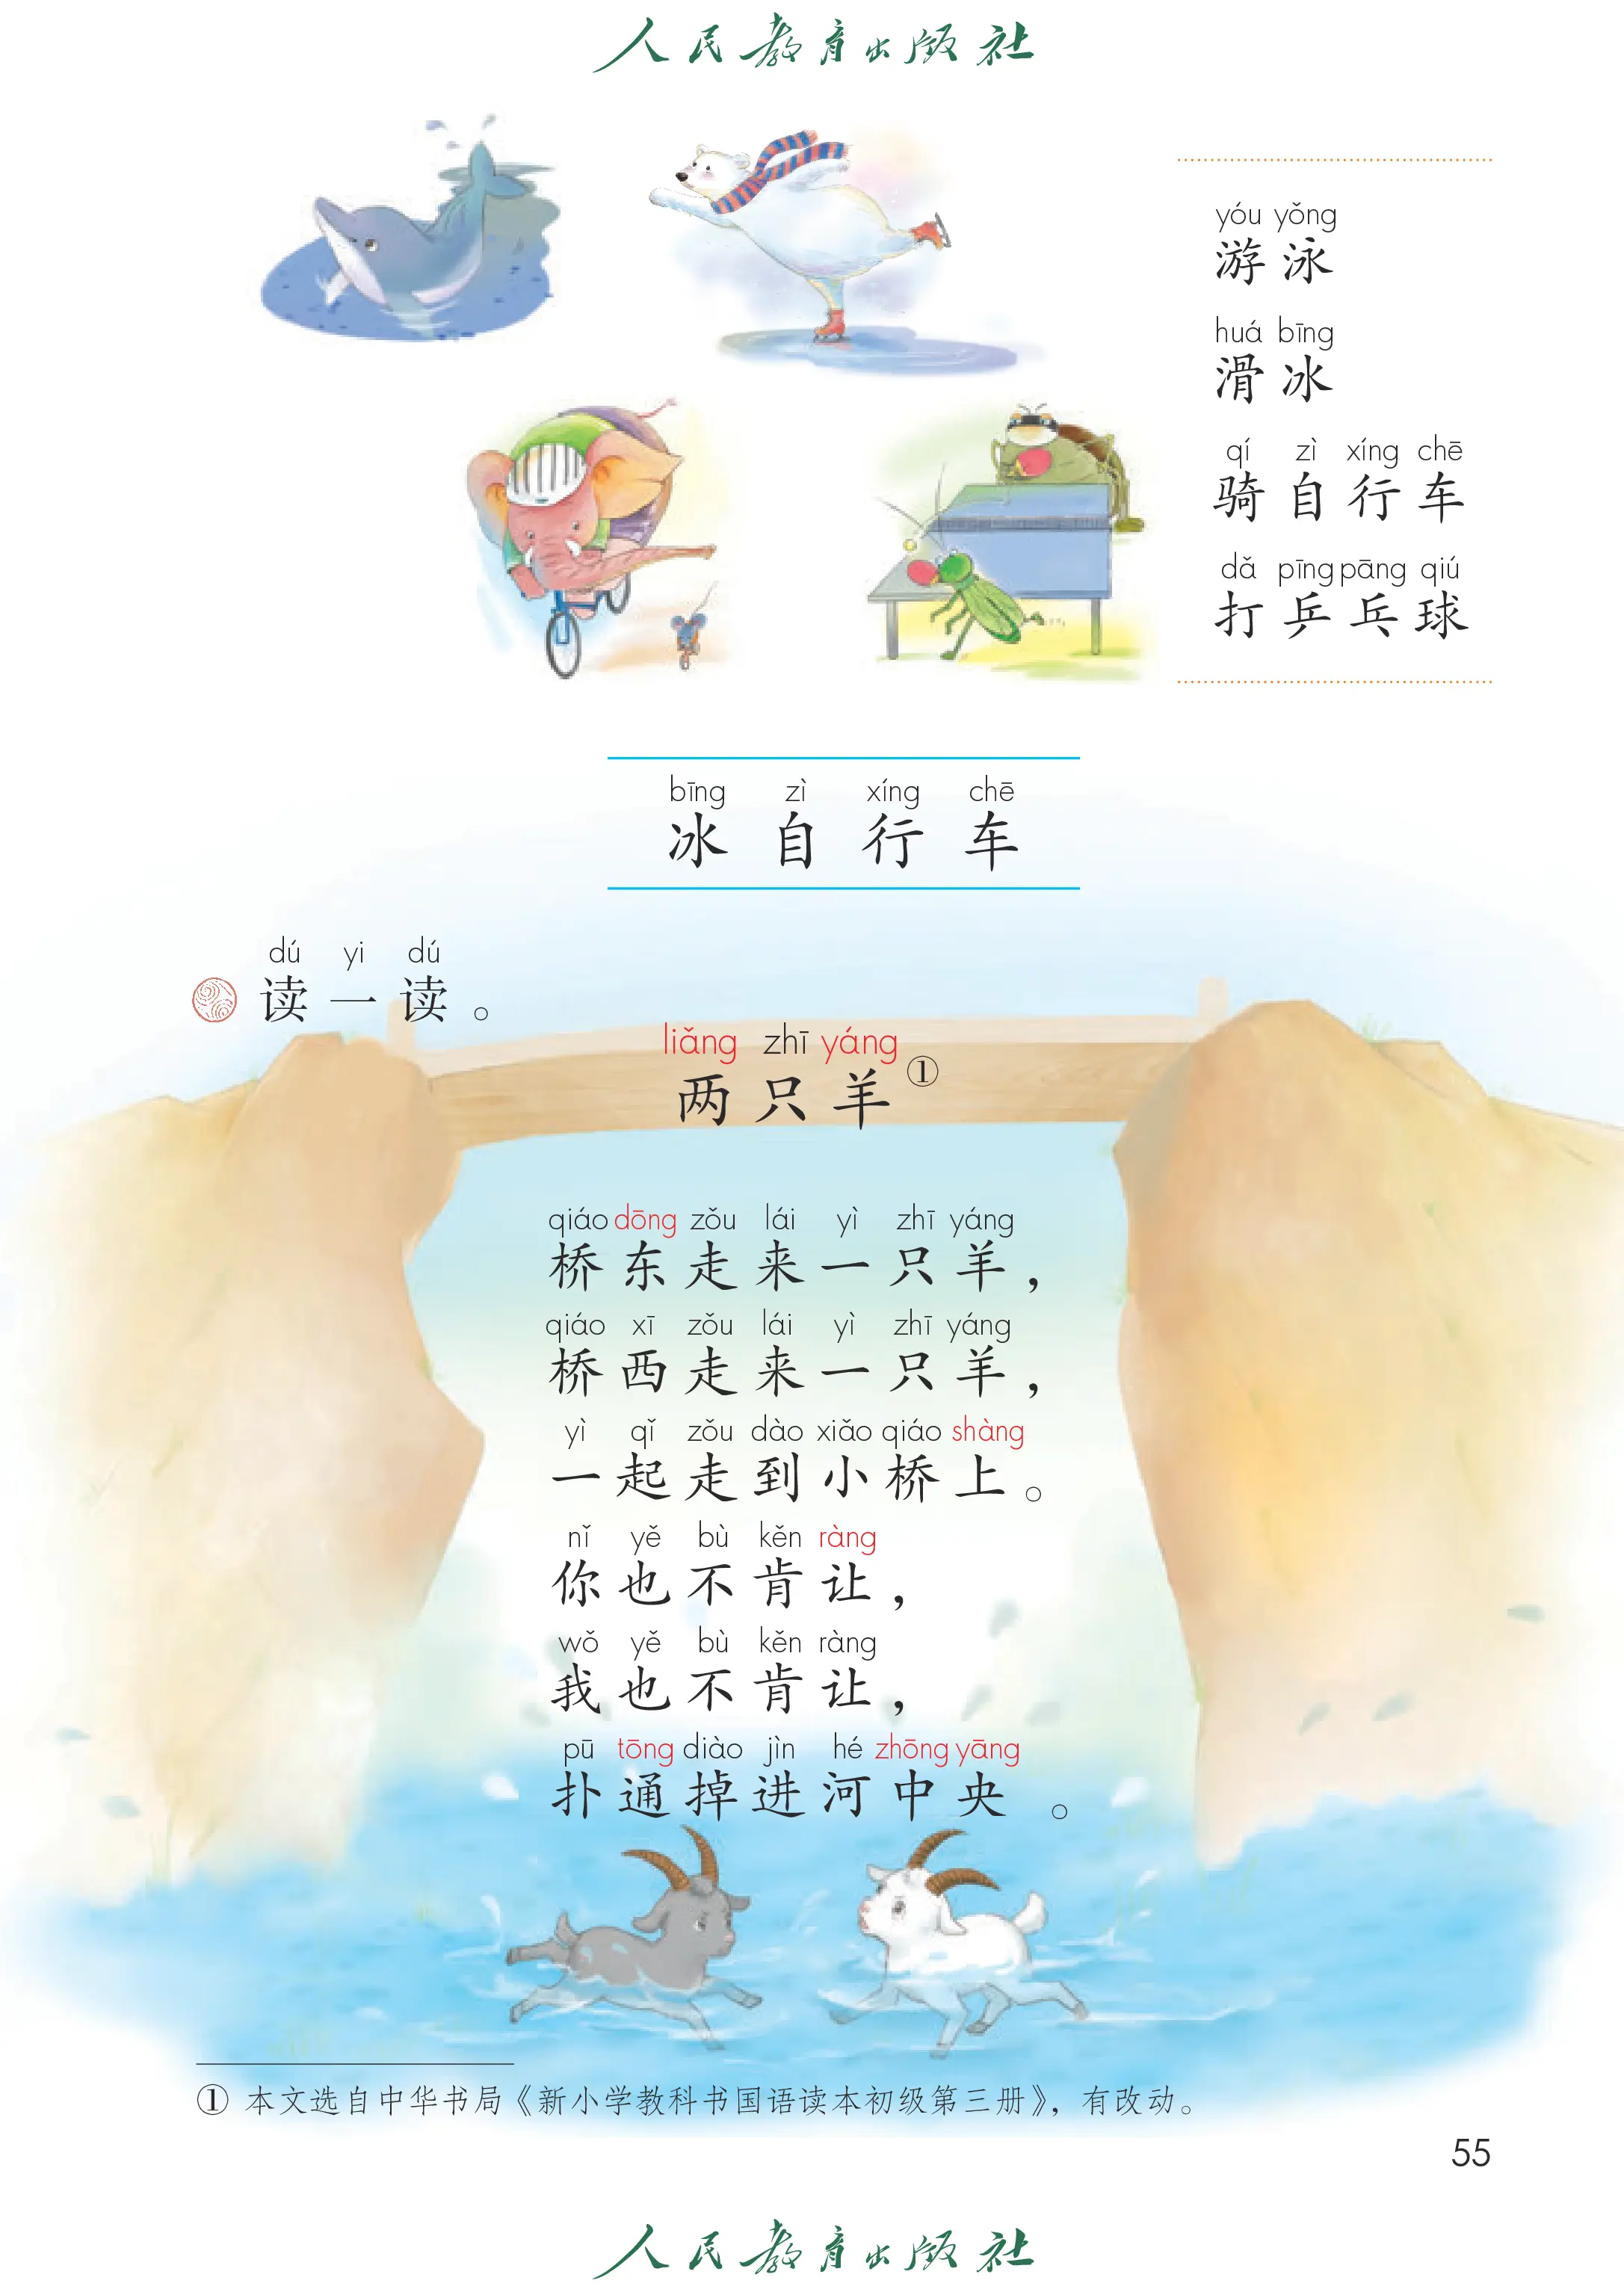 人民教育出版社
yóu yǒng
游泳
huá bīng
滑冰
qí zì xíng chē
骑自行车
dǎ pīng pāng qiú
打乒乓球
bīng zì xíng chē
冰 自 行 车
dú yi dú
读一读。
liǎng zhī yáng
两只羊①
qiáo dōng zǒu lái yì zhī yáng
桥东走来一只羊，
qiáo xī zǒu lái yì zhī yáng
桥西走来一只羊，
yì qǐ zǒu dào xiǎo qiáo shàng
一起走到小桥上。
nǐ yě bù kěn ràng
你也不肯让，
wǒ yě bù kěn ràng
我也不肯让，
pū tōng diào jìn hé zhōng yāng
扑通掉进河中央。
① 本文选自中华书局《新小学教科书国语读本初级第三册》，有改动。
55
人民教育出版社